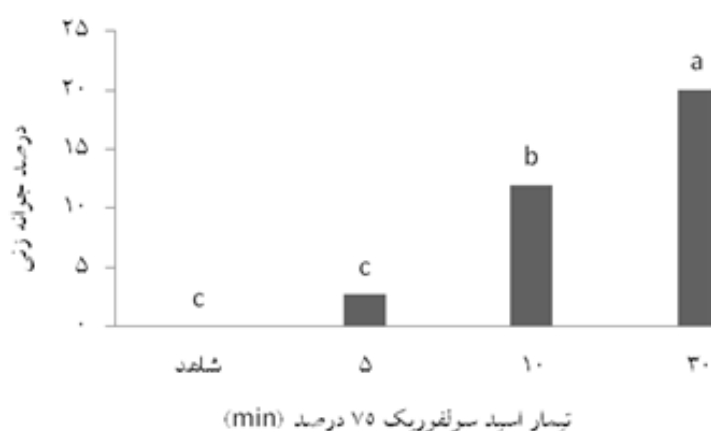 ۲۵
a
۲۰
درصد جوانه زنی
۱۵
b
۱۰
۵
c
c
۰
شاهد
۵
۱۰
۳۰
تیمار اسید سولفوریک ۷۵ درصد (min)